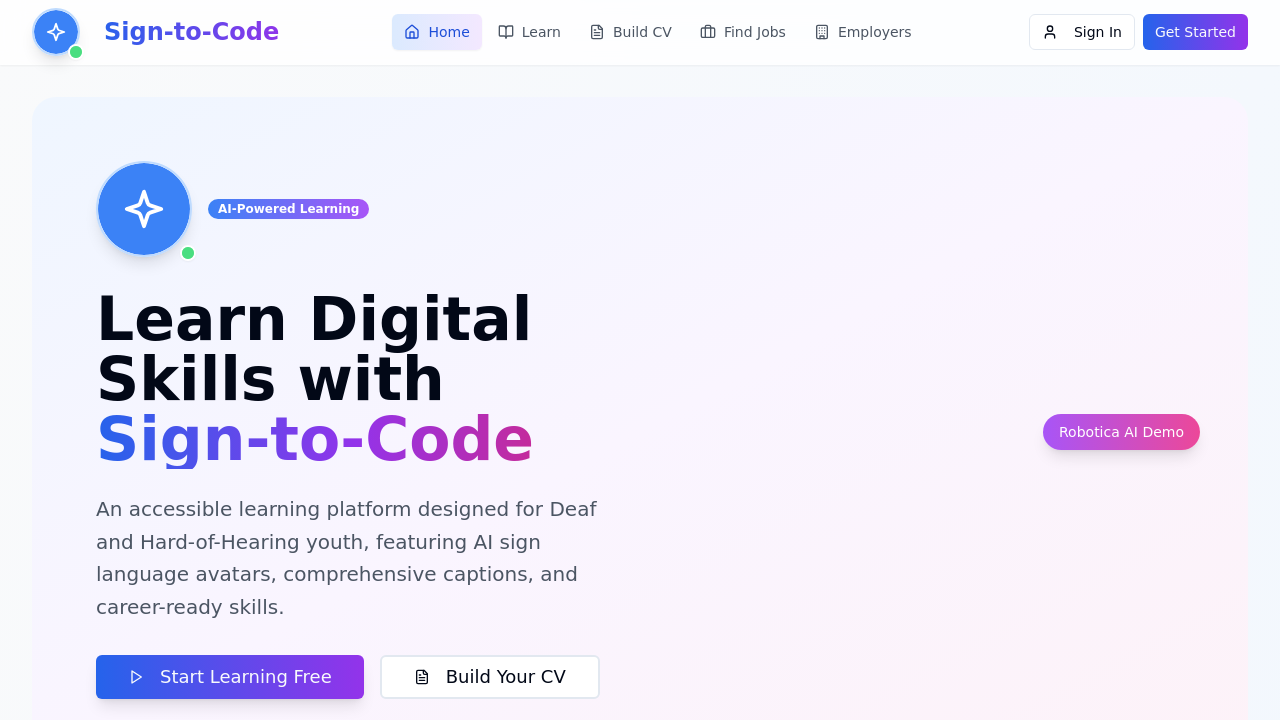 Sign-to-Code
Home
Learn
Build CV
Find Jobs
Employers
Sign In
Get Started
AI-Powered Learning
Learn Digital
Skills with
Sign-to-Code
Robotica AI Demo
An accessible learning platform designed for Deaf
and Hard-of-Hearing youth, featuring AI sign
language avatars, comprehensive captions, and
career-ready skills.
Start Learning Free
Build Your CV